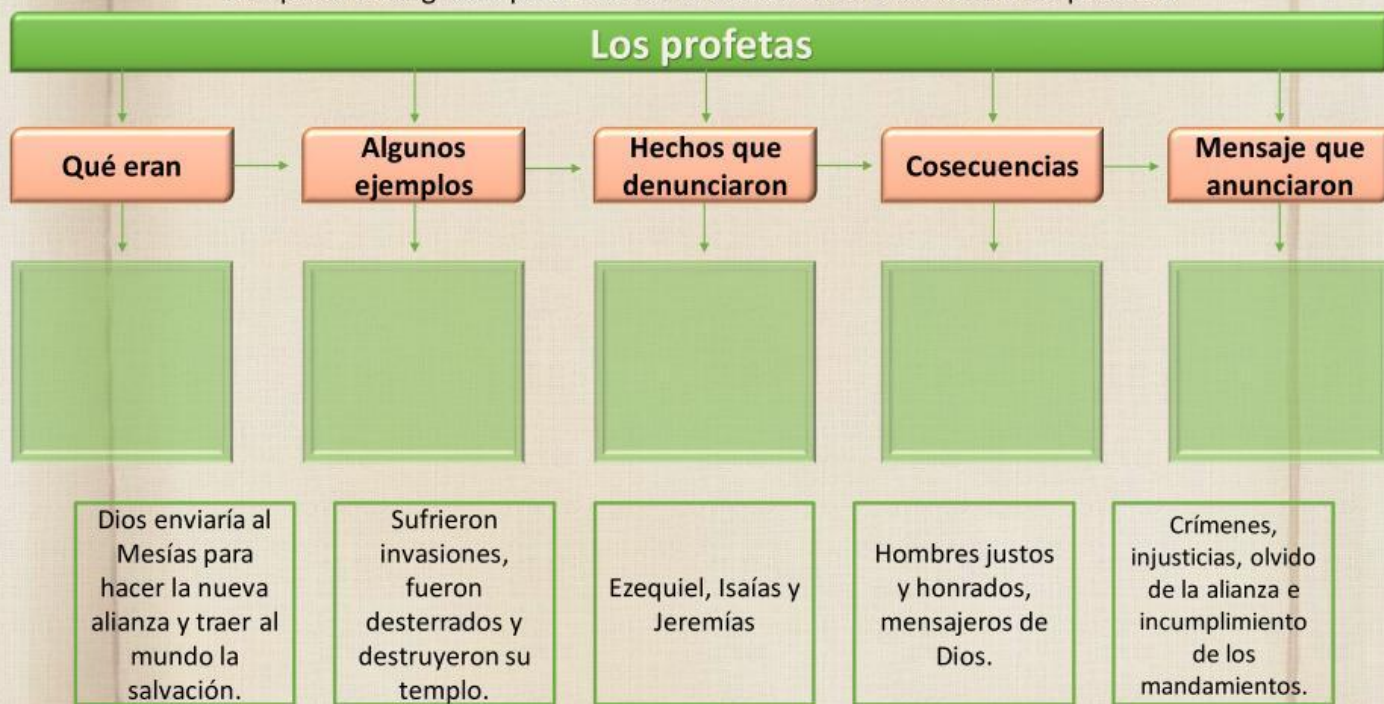 Los profetas
Qué eran
Algunos
ejemplos
Hechos que
denunciaron
Cosecuencias
Mensaje que
anunciaron
Dios enviaría al
Mesías para
hacer la nueva
alianza y traer al
mundo la
salvación.
Sufrieron
invasiones,
fueron
desterrados y
destruyeron su
templo.
Ezequiel, Isaías y
Jeremías
Hombres justos
y honrados,
mensajeros de
Dios.
Crímenes,
injusticias, olvido
de la alianza e
incumplimiento
de los
mandamientos.